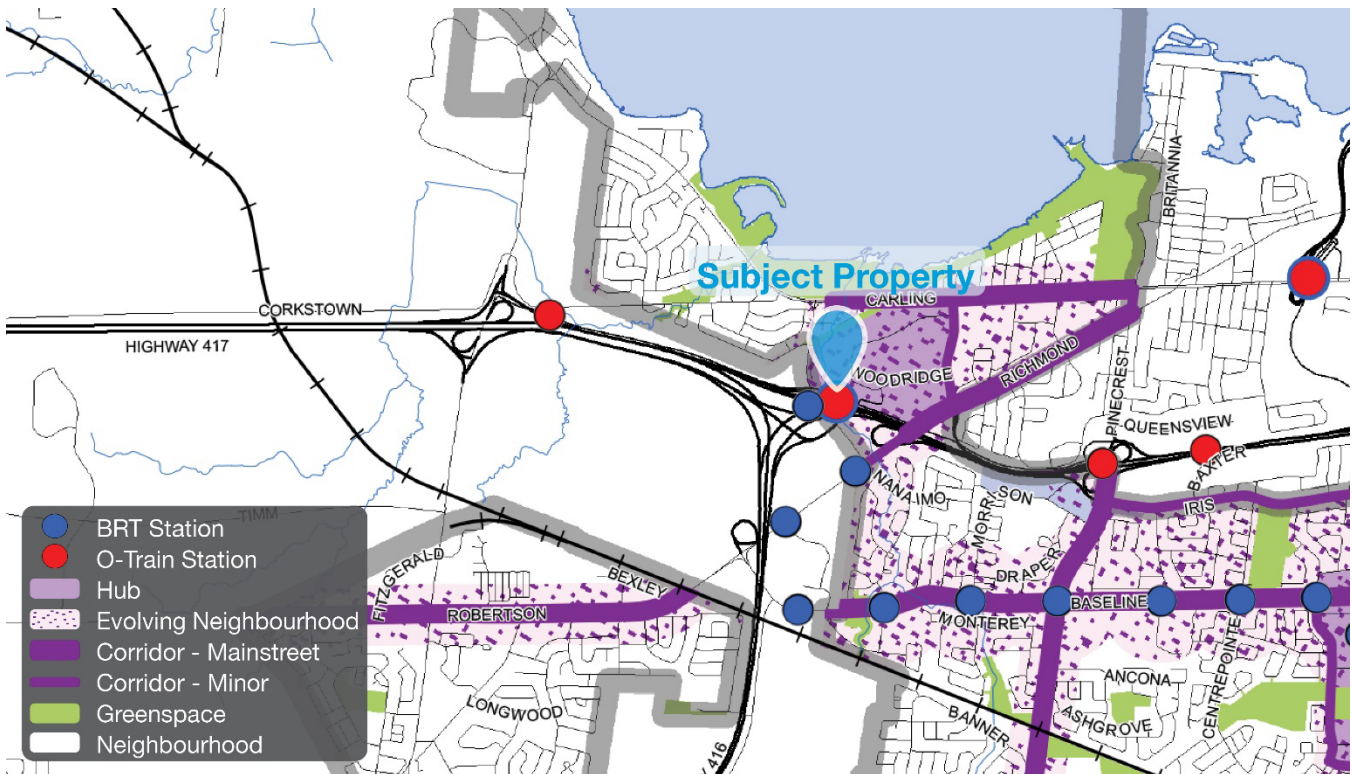 BRITANNIA
Subject Property
CARLING
CORKSTOWN
HIGHWAY 417
WOODRIDGE
RICHMOND
PINECREST
QUEENSVIEW
BAXTER
NANAIMO
MORRISON
IRIS
TIMM
FITZGERALD
BEXLEY
DRAPER
ROBERTSON
BASELINE
MONTEREY
CENTREPOINTE
ANCONA
LONGWOOD
BANNER
ASHGROVE
416
BRT Station
O-Train Station
Hub
Evolving Neighbourhood
Corridor - Mainstreet
Corridor - Minor
Greenspace
Neighbourhood